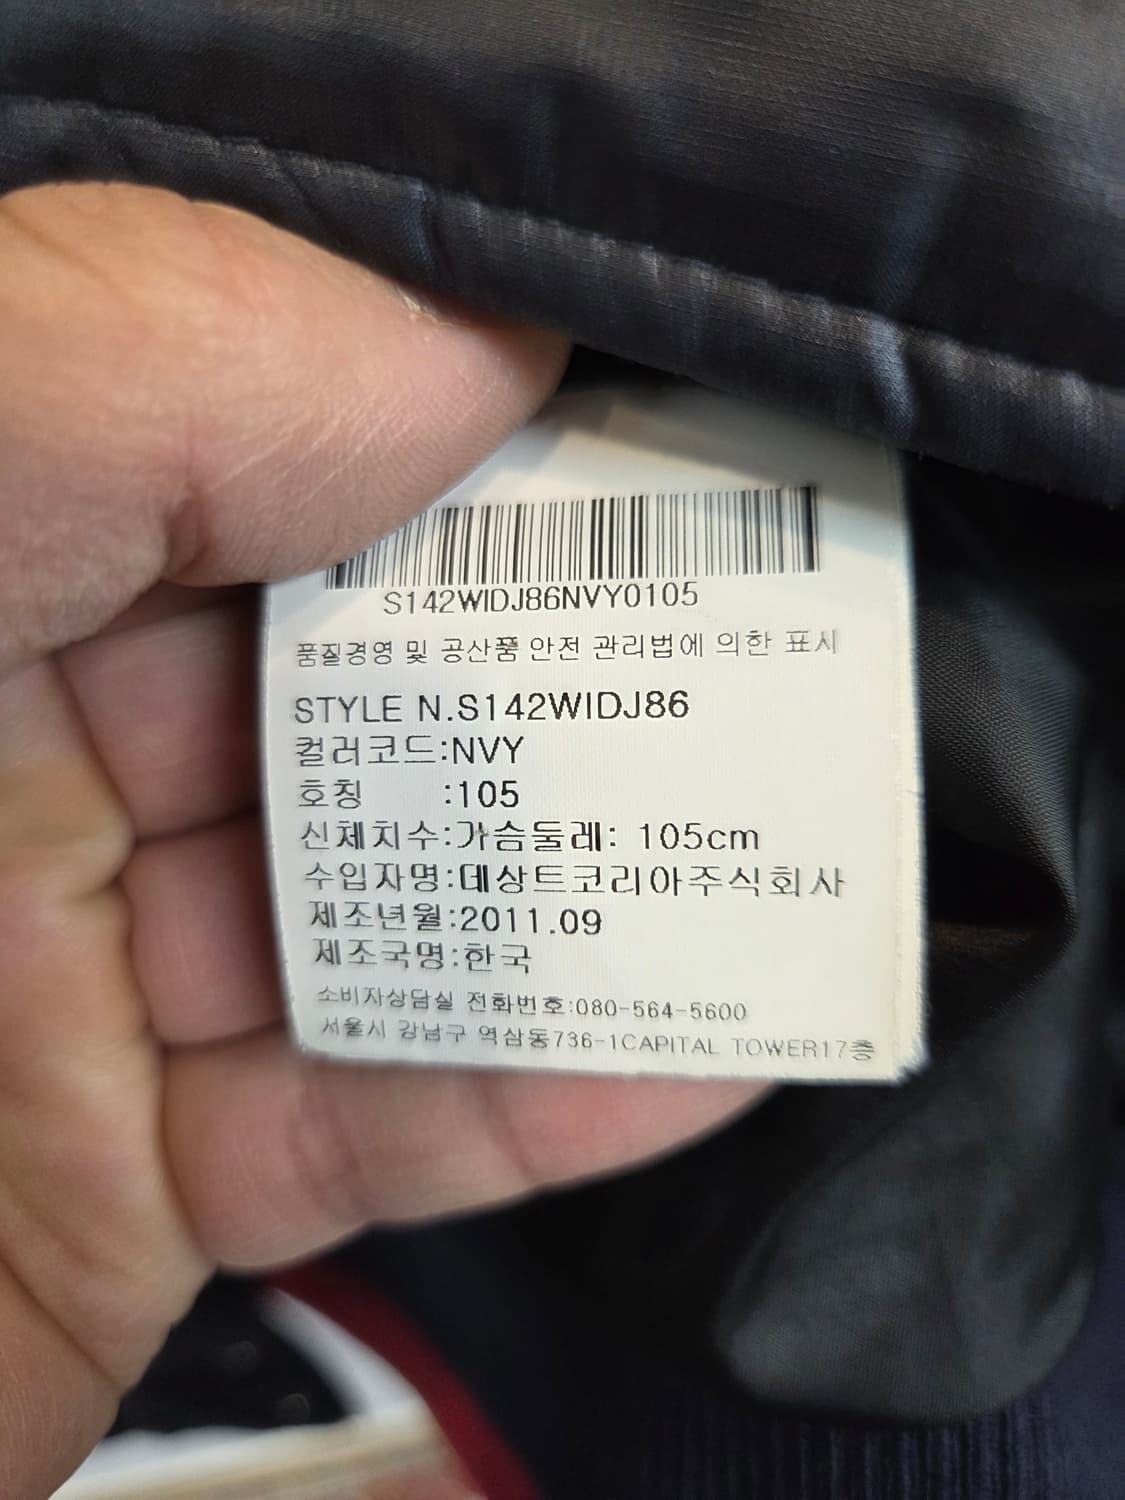 S142WIDJ86NVY0105
품질경영 및 공산품 안전 관리법에 의한 표시
STYLE N.S142WIDJ86
컬러코드:NVY
호칭 :105
신체치수:가슴둘레: 105cm
수입자명:데상트코리아주식회사
제조년월:2011.09
제조국명:한국
소비자상담실 전화번호:080-564-5600
서울시 강남구 역삼동736-1CAPITAL TOWER17층